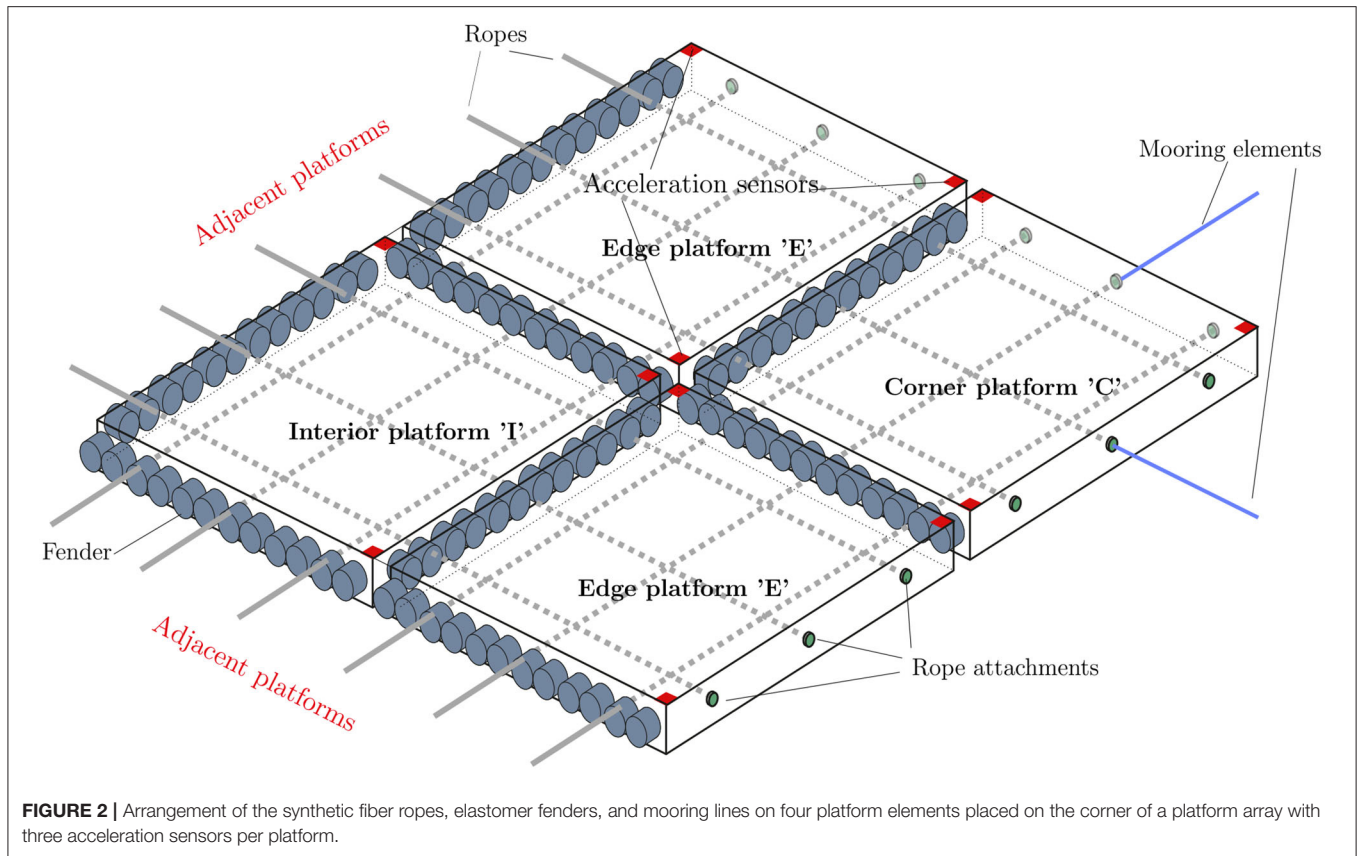 Ropes
Adjacent platforms
Acceleration sensors
Mooring elements
Edge platform 'E'
Corner platform 'C'
Interior platform 'I'
Fender
Edge platform 'E'
Adjacent platforms
Rope attachments
FIGURE 2 | Arrangement of the synthetic fiber ropes, elastomer fenders, and mooring lines on four platform elements placed on the corner of a platform array with
three acceleration sensors per platform.